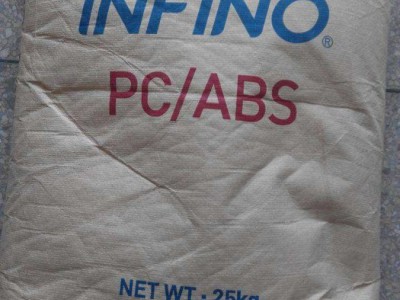 INFINO®
PC/ABS
NET WT · 25kg